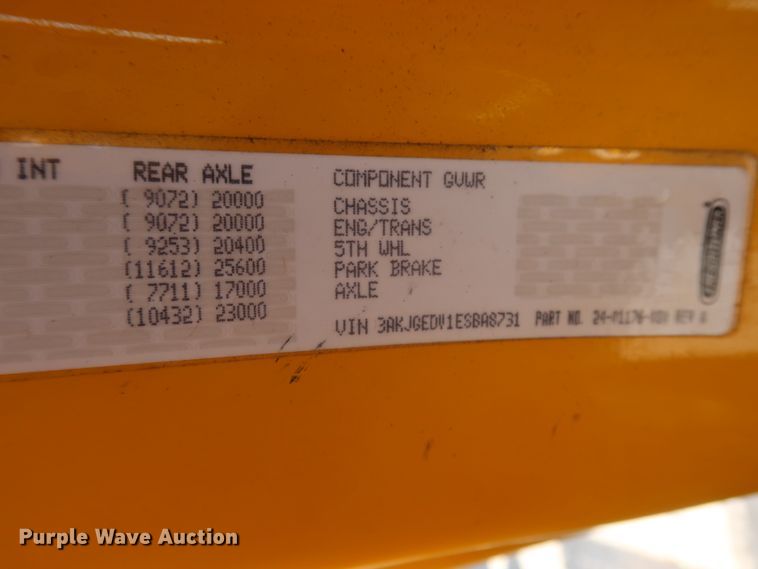 INT REAR AXLE COMPONENT GVWR
( 9072) 20000 CHASSIS
( 9072) 20000 ENG/TRANS
( 9253) 20400 5TH WHL
(11612) 25600 PARK BRAKE
( 7711) 17000 AXLE
(10432) 23000
VIN 3AKJGEDV1ESBA8731 PART NO.
Purple Wave Auction